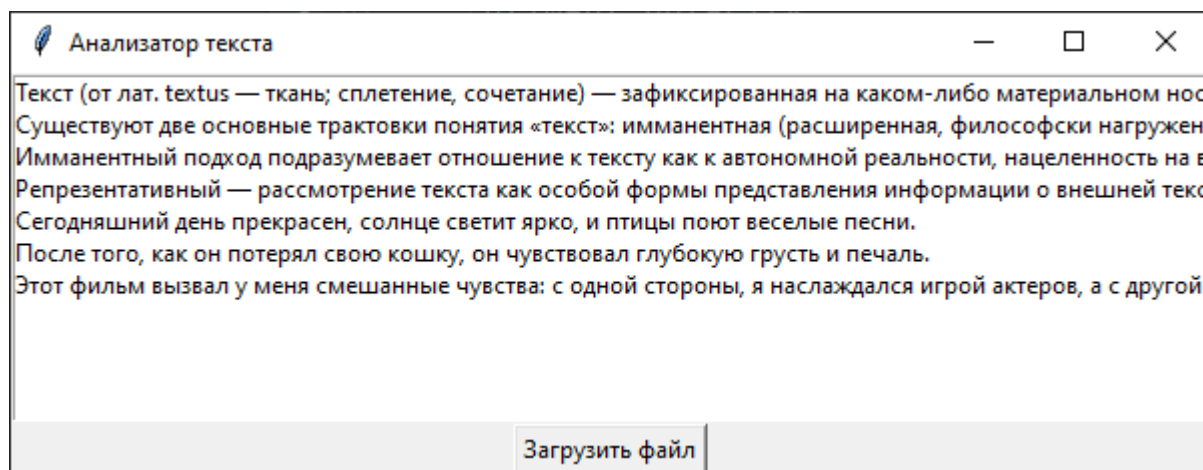 Анализатор текста
Текст (от лат. textus — ткань; сплетение, сочетание) — зафиксированная на каком-либо материальном
Существуют две основные трактовки понятия «текст»: имманентная (расширенная, философски
Имманентный подход подразумевает отношение к тексту как к автономной реальности, нацеленность на
Репрезентативный — рассмотрение текста как особой формы представления информации о внешней
Сегодняшний день прекрасен, солнце светит ярко, и птицы поют веселые песни.
После того, как он потерял свою кошку, он чувствовал глубокую грусть и печаль.
Этот фильм вызвал у меня смешанные чувства: с одной стороны, я наслаждался игрой актеров, а с другой
Загрузить файл